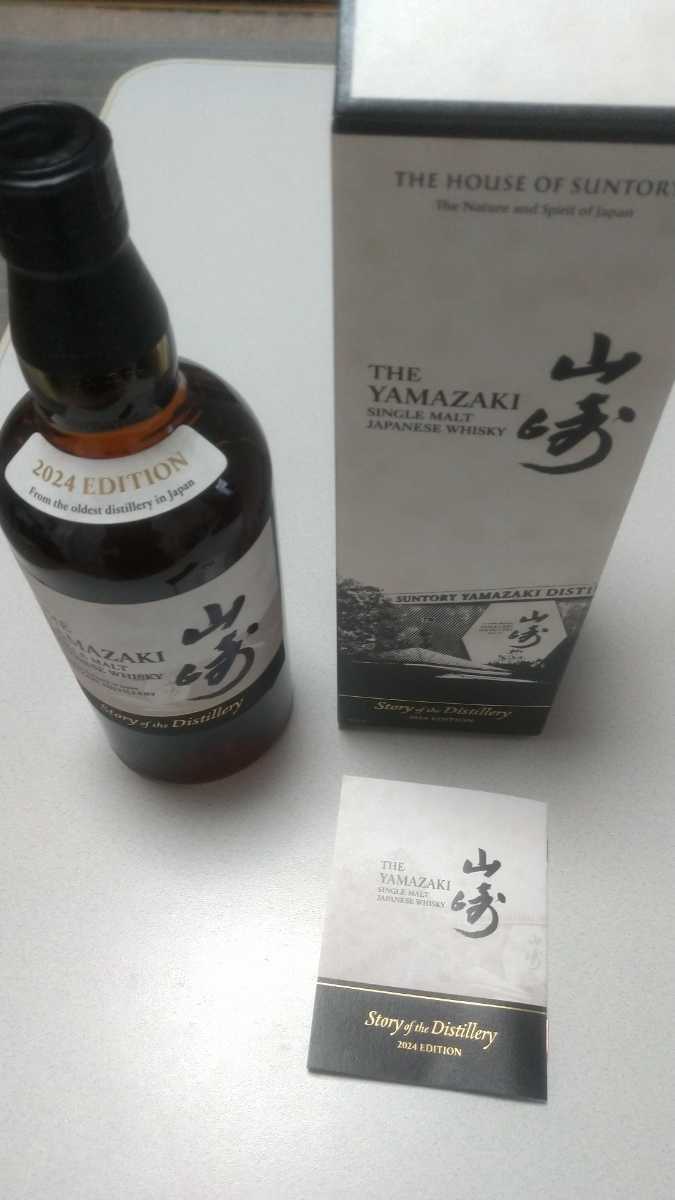 2024 EDITION
From the oldest distillery in Japan
YAMAZAKI
MALT
WHISKY
山崎
Story of the Distillery
THE HOUSE OF SUNTORY
The Nature and Spirit of Japan
THE
YAMAZAKI
SINGLE MALT
JAPANESE WHISKY
山崎
SUNTORY YAMAZAKI DISTI
山崎
Story of the Distillery
2024 EDITION
THE
YAMAZAKI
SINGLE MALT
JAPANESE WHISKY
山崎
山崎
Story of the Distillery
2024 EDITION